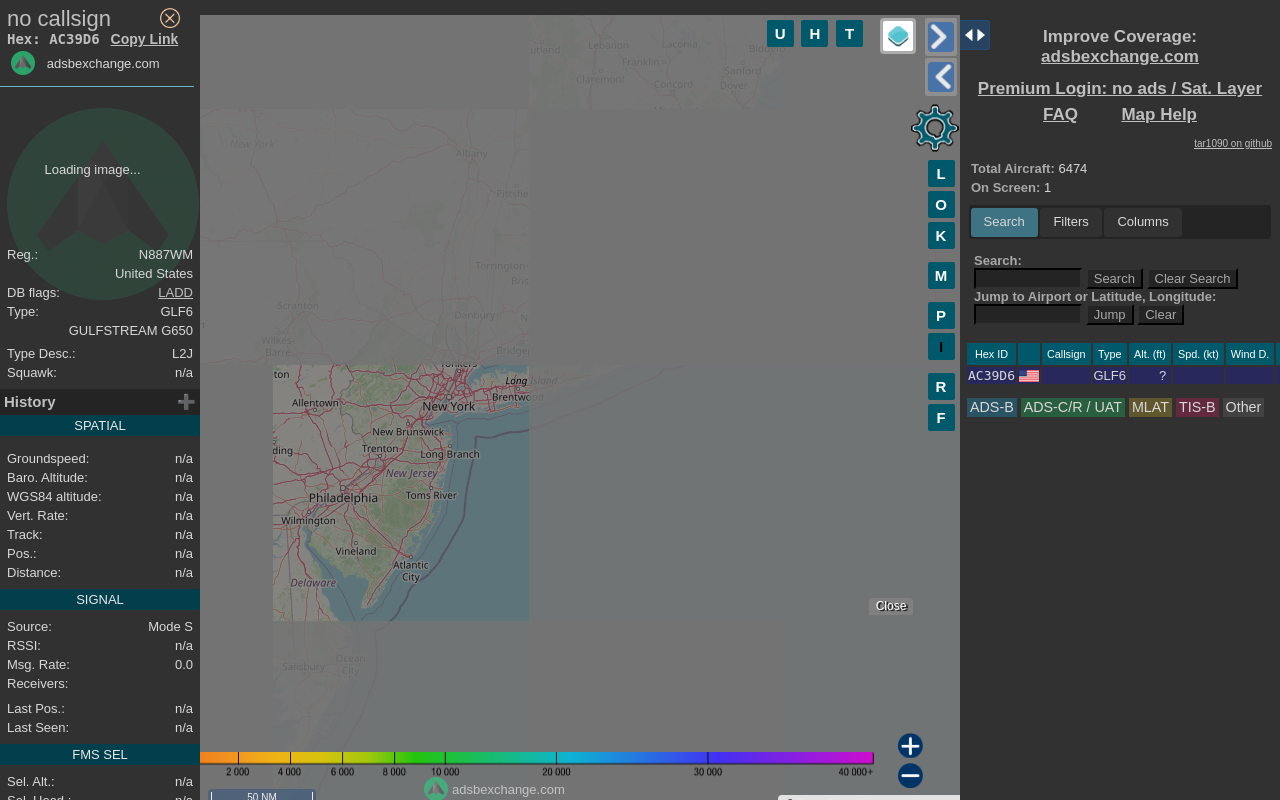 no callsign
Hex: AC39D6 Copy Link
adsbexchange.com
Loading image...
Reg.: N887WM
United States
DB flags: LADD
Type: GLF6
GULFSTREAM G650
Type Desc.: L2J
Squawk: n/a
History
SPATIAL
Groundspeed: n/a
Baro. Altitude: n/a
WGS84 altitude: n/a
Vert. Rate: n/a
Track: n/a
Pos.: n/a
Distance: n/a
SIGNAL
Source: Mode S
RSSI: n/a
Msg. Rate: 0.0
Receivers:
Last Pos.: n/a
Last Seen: n/a
FMS SEL
Sel. Alt.: n/a
Sel. Head.: n/a
U H T
L
O
K
M
P
I
R
F
Lebanon
Laconia
Franklin
Claremont
Concord
Sanford
Dover
New York
Albany
Pittsfie
Torrington
Bris
Scranton
Danbury
N
Wilkes-
Barre
Bridgep
Yonkers
ton
Long Island
Allentown
Brentwood
New York
New Brunswick
ding
Trenton
Long Branch
New Jersey
Philadelphia
Toms River
Wilmington
Vineland
Atlantic
City
Delaware
Salisbury
Ocean
City
Close
2 000 4 000 6 000 8 000 10 000 20 000 30 000 40 000+
50 NM
adsbexchange.com
Improve Coverage:
adsbexchange.com
Premium Login: no ads / Sat. Layer
FAQ Map Help
tar1090 on github
Total Aircraft: 6474
On Screen: 1
Search Filters Columns
Search:
Search Clear Search
Jump to Airport or Latitude, Longitude:
Jump Clear
Hex ID Callsign Type Alt. (ft) Spd. (kt) Wind D.
AC39D6 GLF6 ?
ADS-B ADS-C/R / UAT MLAT TIS-B Other